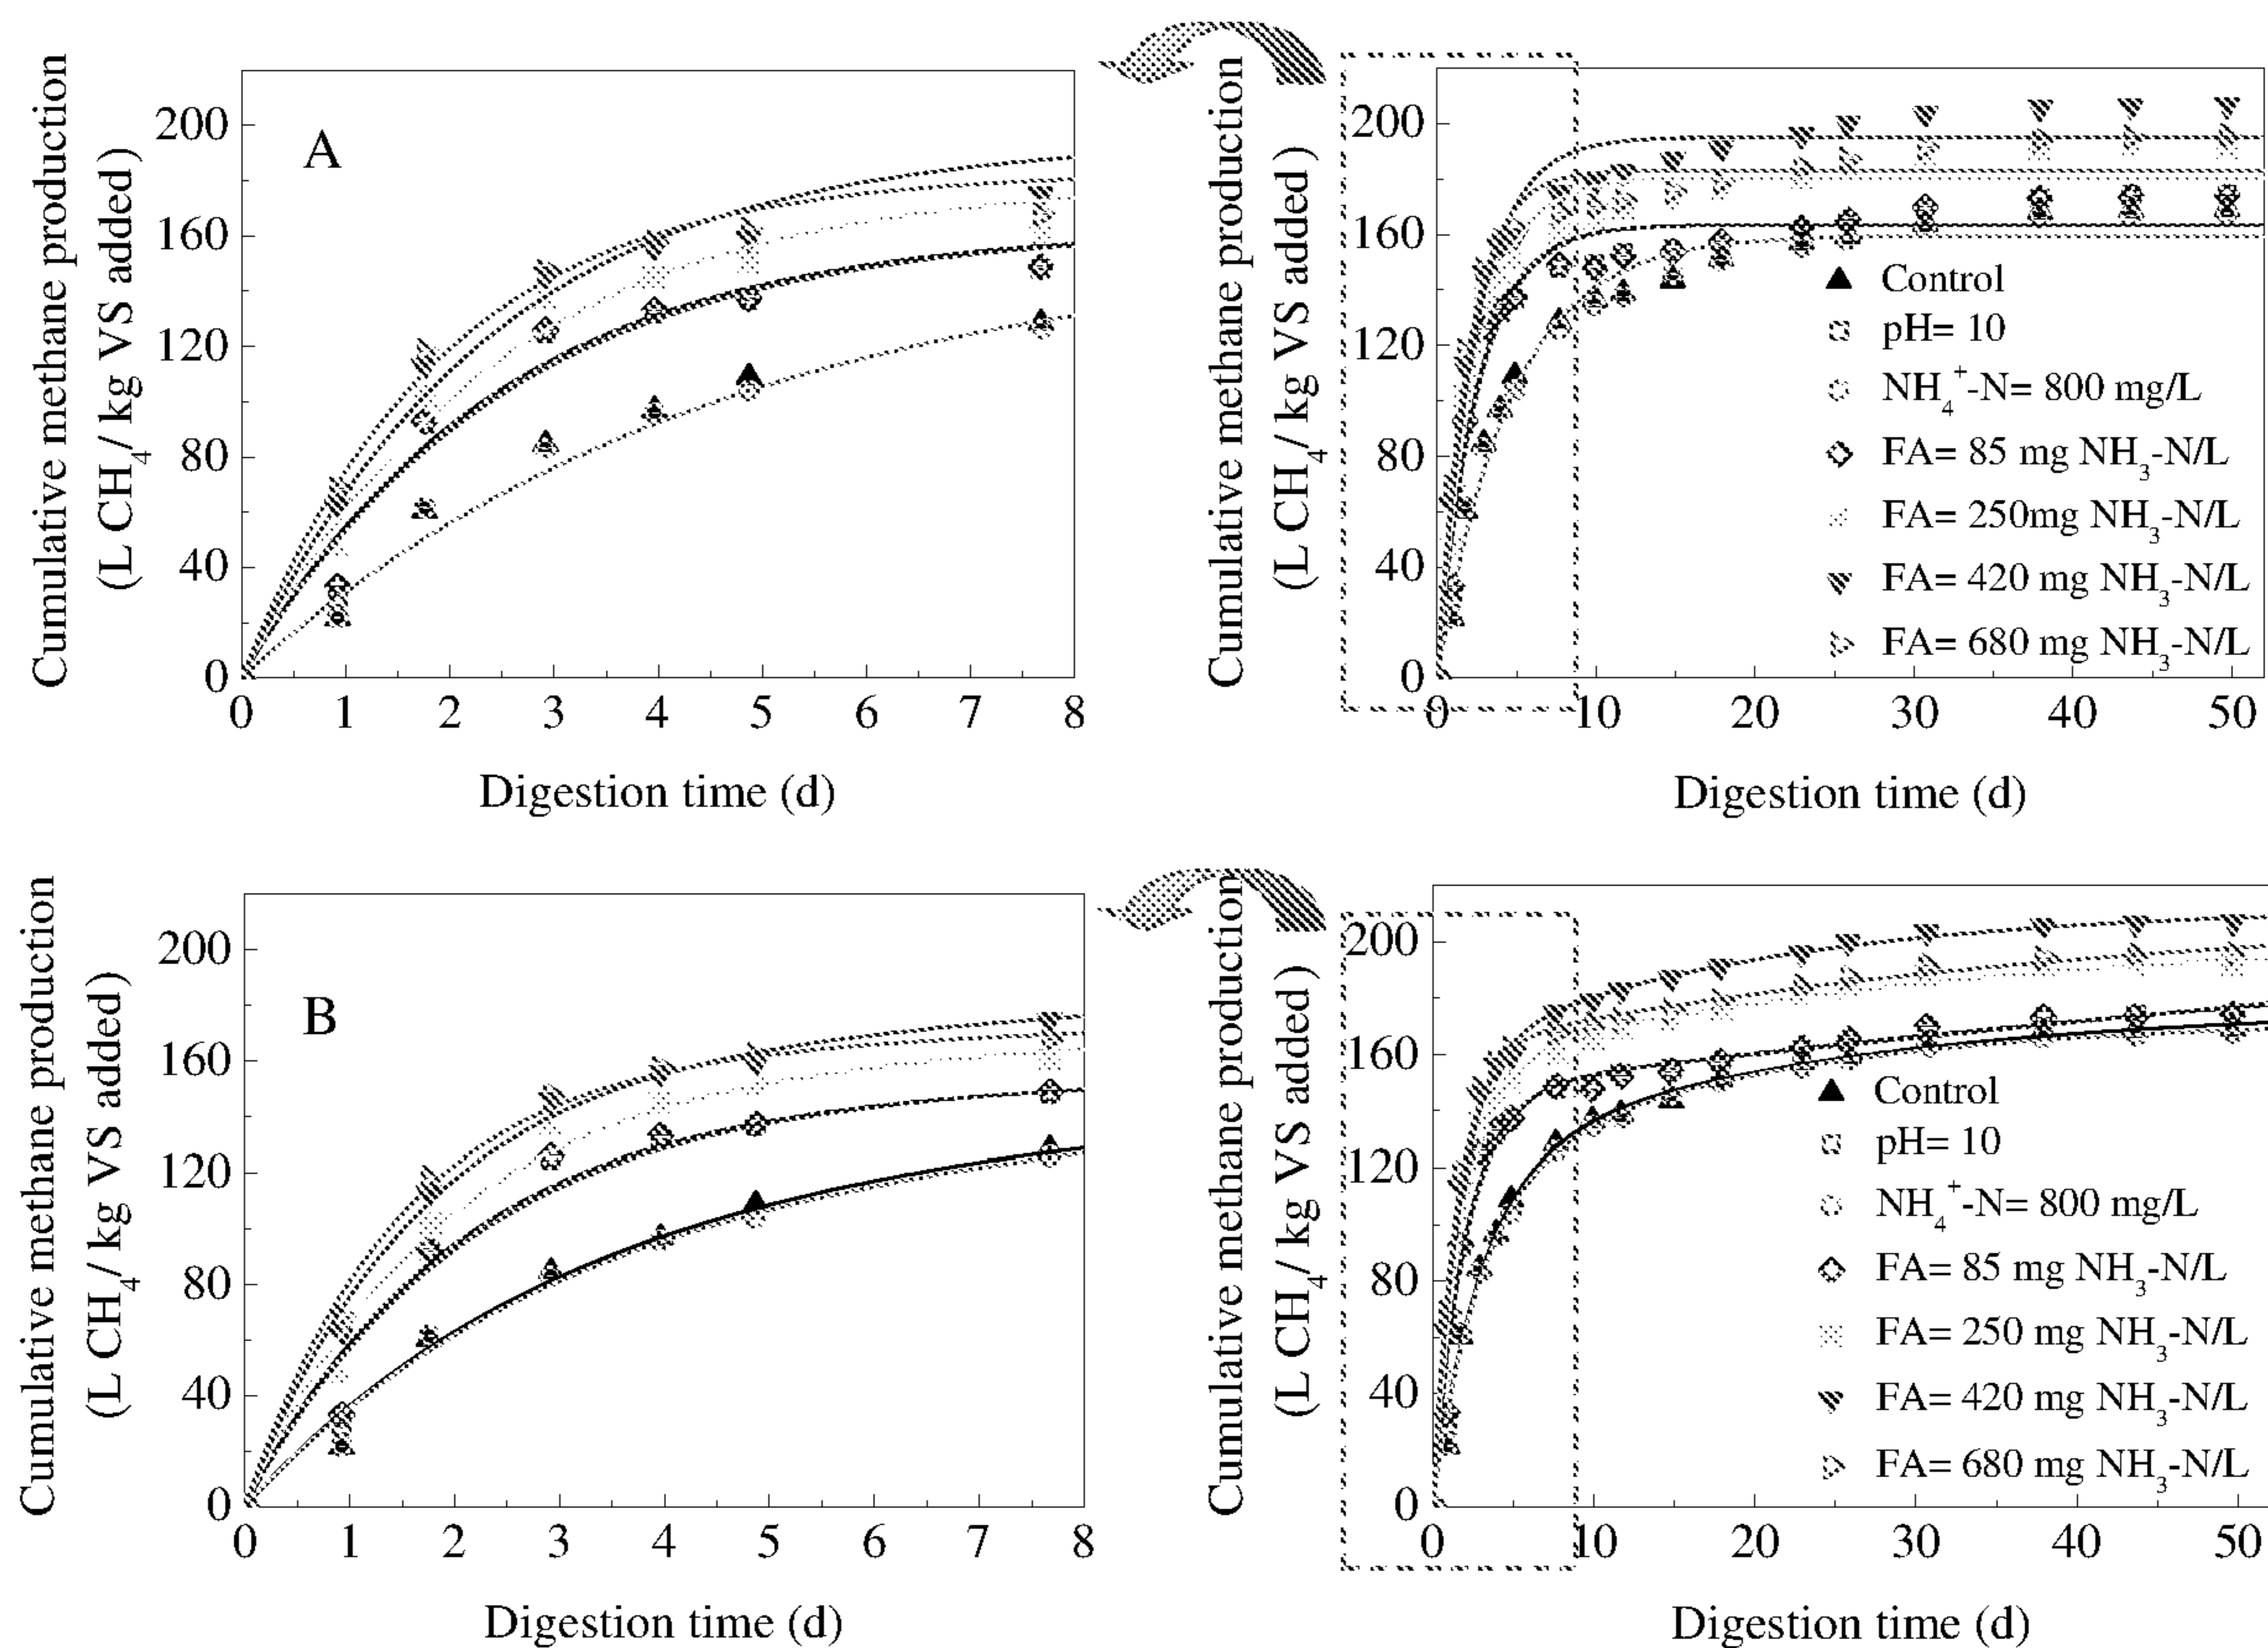 Cumulative methane production
(L CH₄/ kg VS added)
A
200
160
120
80
40
0
0 1 2 3 4 5 6 7 8
Digestion time (d)
Cumulative methane production
(L CH₄/ kg VS added)
200
160
120
80
40
0
0 10 20 30 40 50
Control
pH= 10
NH₄⁺-N= 800 mg/L
FA= 85 mg NH₃-N/L
FA= 250mg NH₃-N/L
FA= 420 mg NH₃-N/L
FA= 680 mg NH₃-N/L
Digestion time (d)
Cumulative methane production
(L CH₄/ kg VS added)
B
200
160
120
80
40
0
0 1 2 3 4 5 6 7 8
Digestion time (d)
Cumulative methane production
(L CH₄/ kg VS added)
200
160
120
80
40
0
0 10 20 30 40 50
Control
pH= 10
NH₄⁺-N= 800 mg/L
FA= 85 mg NH₃-N/L
FA= 250 mg NH₃-N/L
FA= 420 mg NH₃-N/L
FA= 680 mg NH₃-N/L
Digestion time (d)